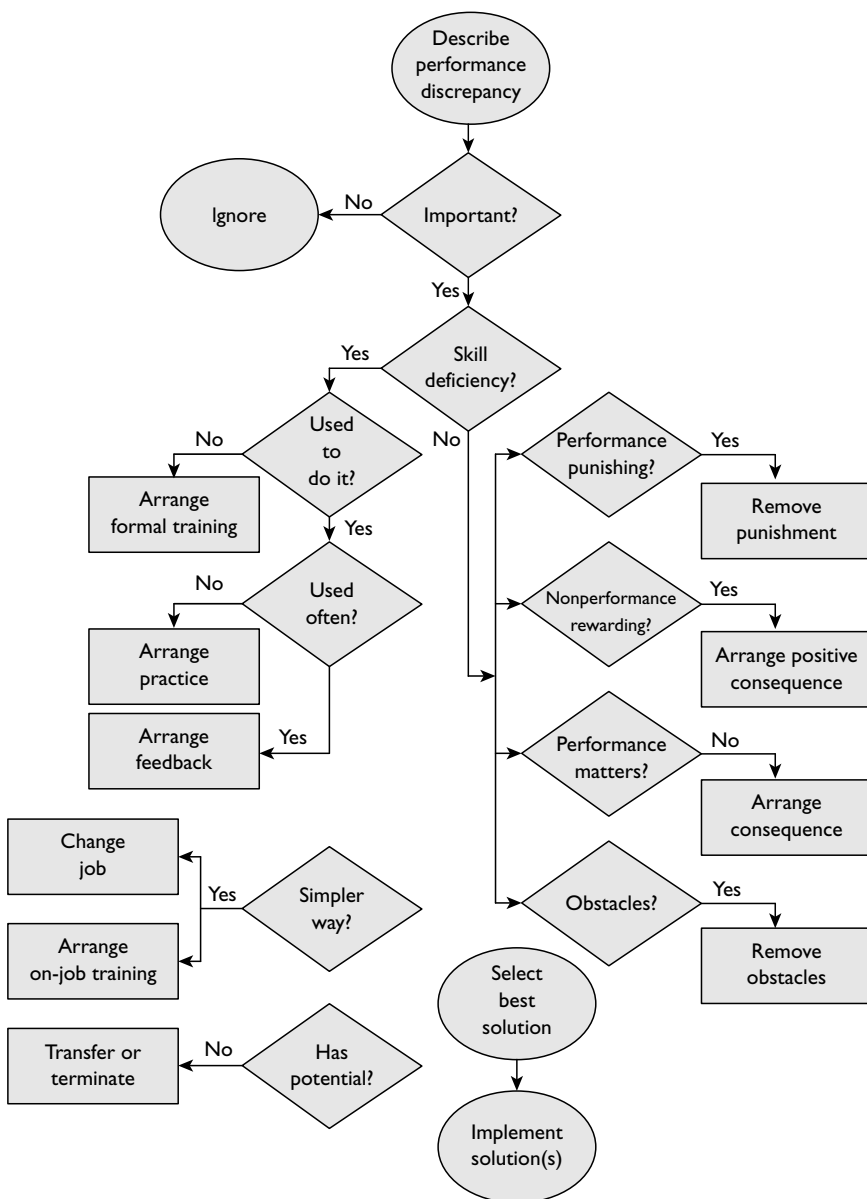 Describe
performance
discrepancy
No
Ignore
Important?
Yes
Yes
Skill
deficiency?
No
Used
to
do it?
No
Performance
punishing?
Yes
Arrange
formal training
Yes
Remove
punishment
No
Used
often?
Nonperformance
rewarding?
Yes
Arrange
practice
Arrange positive
consequence
Arrange
feedback
Yes
Performance
matters?
No
Arrange
consequence
Change
job
Yes
Simpler
way?
Obstacles?
Yes
Arrange
on-job training
Remove
obstacles
Select
best
solution
Transfer or
terminate
No
Has
potential?
Implement
solution(s)